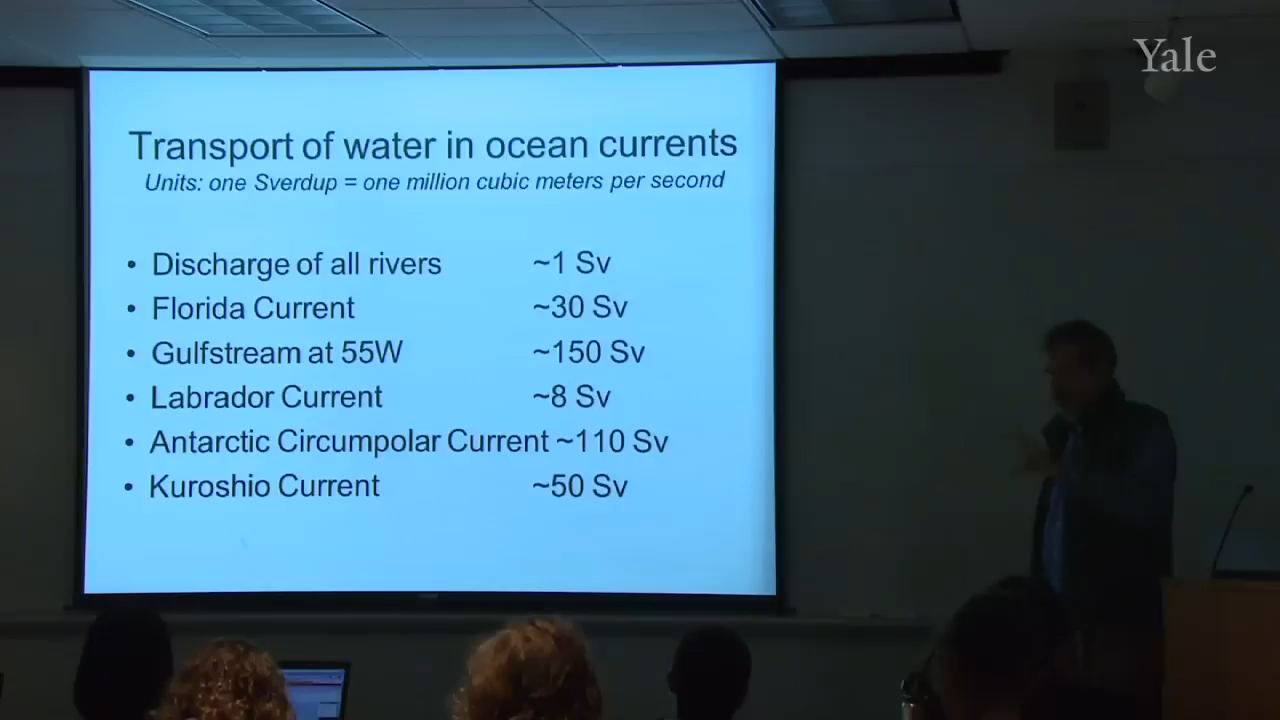 Yale
Transport of water in ocean currents
Units: one Sverdup = one million cubic meters per second
• Discharge of all rivers ~1 Sv
• Florida Current ~30 Sv
• Gulfstream at 55W ~150 Sv
• Labrador Current ~8 Sv
• Antarctic Circumpolar Current ~110 Sv
• Kuroshio Current ~50 Sv